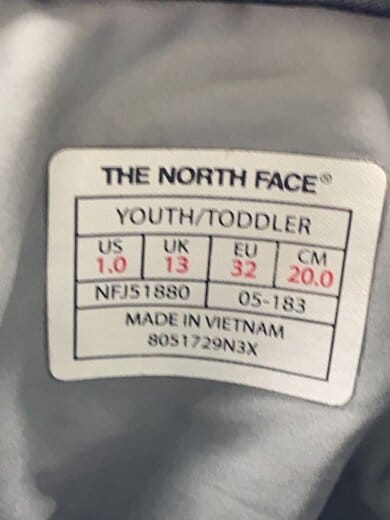 THE NORTH FACE®
YOUTH/TODDLER
US UK EU CM
1.0 13 32 20.0
NFJ51880 05-183
MADE IN VIETNAM
8051729N3X